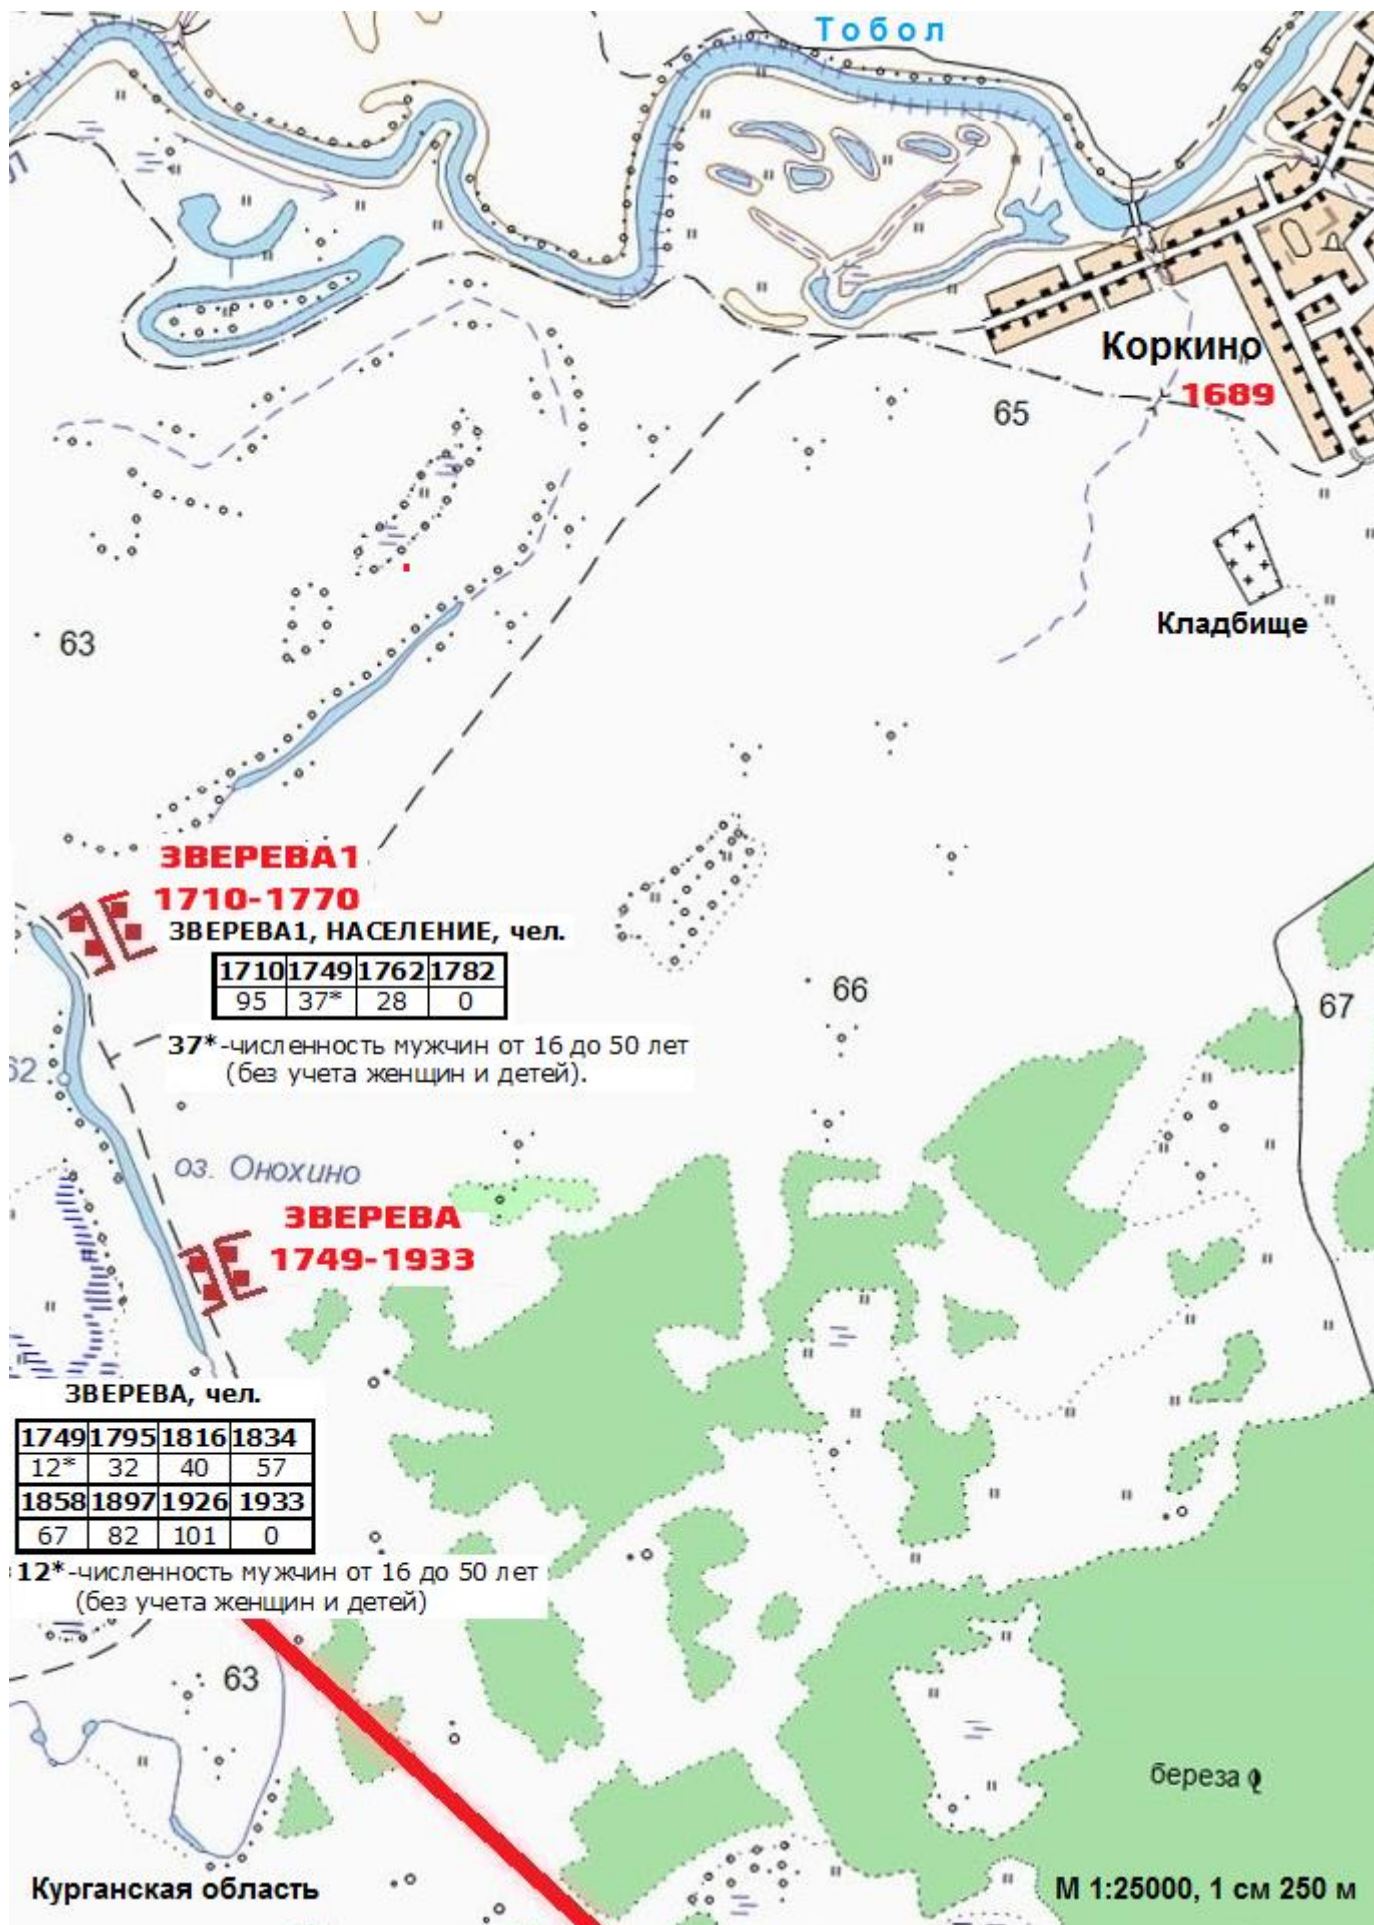 Тобол
Коркино
1689
65
Кладбище
63
ЗВЕРЕВА1
1710-1770
ЗВЕРЕВА1, НАСЕЛЕНИЕ, чел.
1710 1749 1762 1782
95 37* 28 0
66
67
37*-численность мужчин от 16 до 50 лет
(без учета женщин и детей).
62
оз. Онохино
ЗВЕРЕВА
1749-1933
ЗВЕРЕВА, чел.
1749 1795 1816 1834
12* 32 40 57
1858 1897 1926 1933
67 82 101 0
12*-численность мужчин от 16 до 50 лет
(без учета женщин и детей)
63
береза
Курганская область
М 1:25000, 1 см 250 м